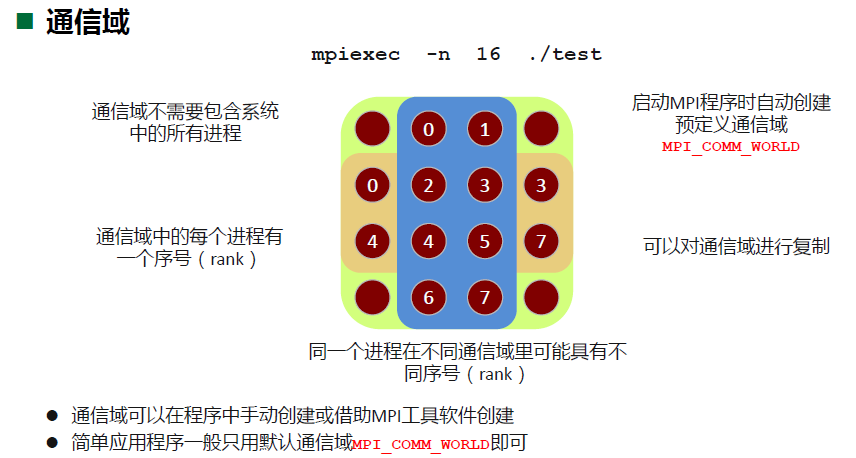 通信域
mpiexec -n 16 ./test
通信域不需要包含系统
中的所有进程
启动MPI程序时自动创建
预定义通信域
MPI_COMM_WORLD
0 1
0 2 3 3
4 4 5 7
6 7
通信域中的每个进程有
一个序号（rank）
可以对通信域进行复制
同一个进程在不同通信域里可能具有不
同序号（rank）
● 通信域可以在程序中手动创建或借助MPI工具软件创建
● 简单应用程序一般只用默认通信域MPI_COMM_WORLD即可